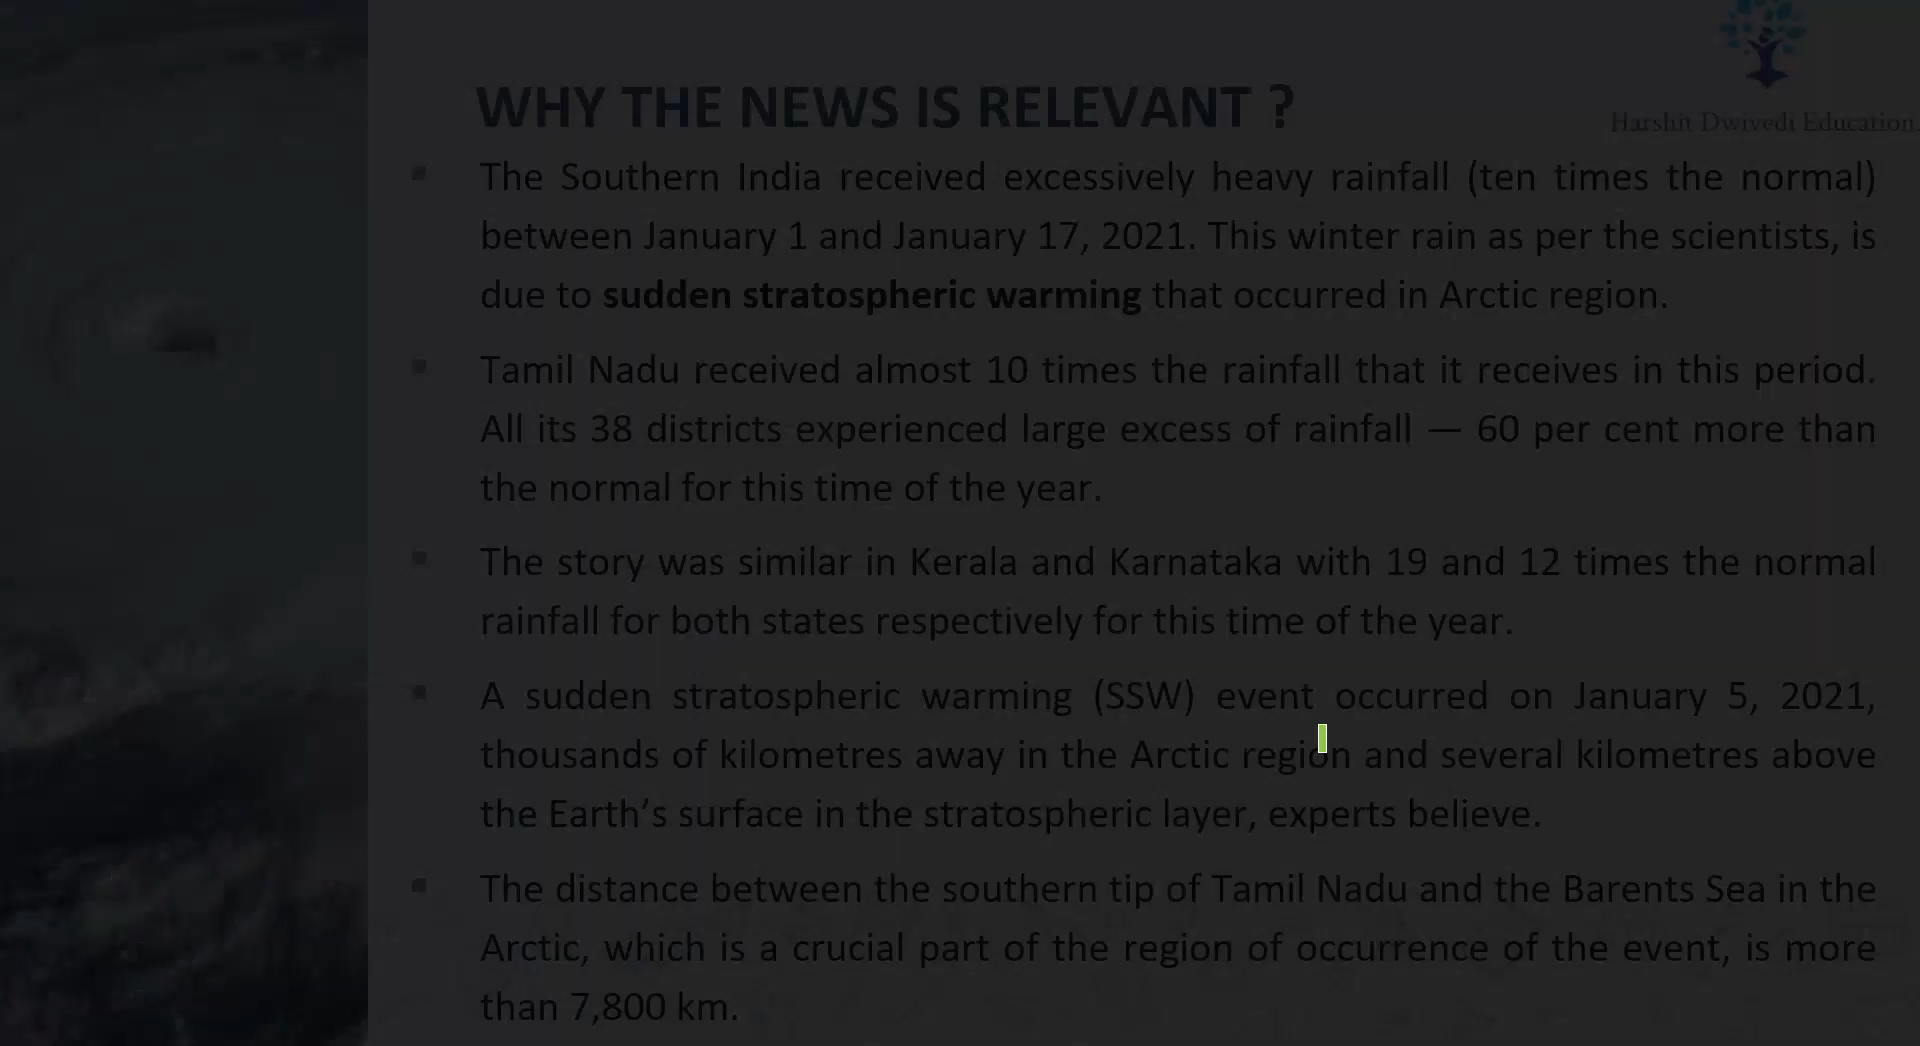 Harshit Dwivedi Education
WHY THE NEWS IS RELEVANT ?
▪ The Southern India received excessively heavy rainfall (ten times the normal)
between January 1 and January 17, 2021. This winter rain as per the scientists, is
due to sudden stratospheric warming that occurred in Arctic region.
▪ Tamil Nadu received almost 10 times the rainfall that it receives in this period.
All its 38 districts experienced large excess of rainfall — 60 per cent more than
the normal for this time of the year.
▪ The story was similar in Kerala and Karnataka with 19 and 12 times the normal
rainfall for both states respectively for this time of the year.
▪ A sudden stratospheric warming (SSW) event occurred on January 5, 2021,
thousands of kilometres away in the Arctic region and several kilometres above
the Earth’s surface in the stratospheric layer, experts believe.
▪ The distance between the southern tip of Tamil Nadu and the Barents Sea in the
Arctic, which is a crucial part of the region of occurrence of the event, is more
than 7,800 km.